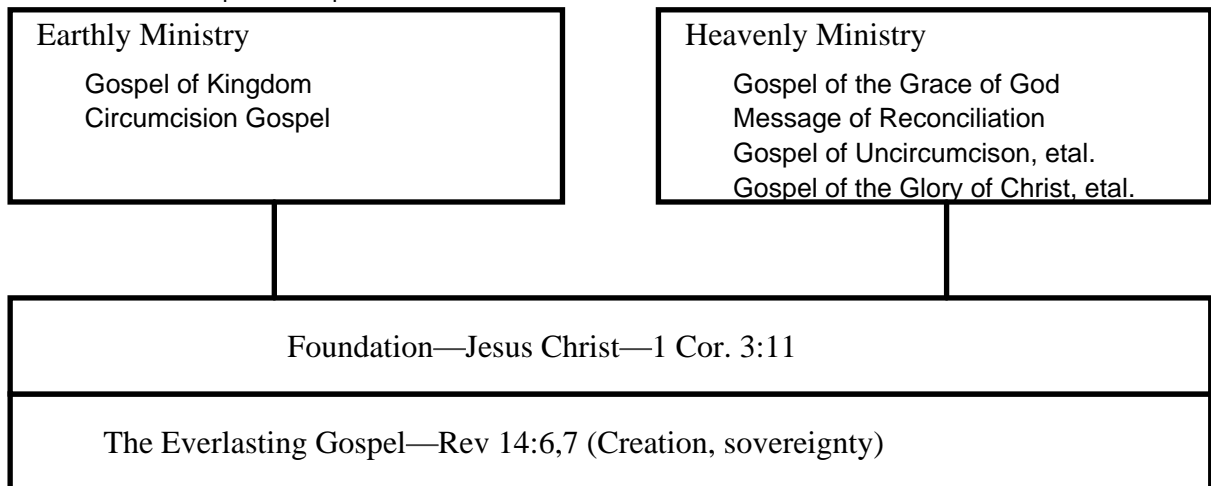 Earthly Ministry
Gospel of Kingdom
Circumcision Gospel
Heavenly Ministry
Gospel of the Grace of God
Message of Reconciliation
Gospel of Uncircumcison, etal.
Gospel of the Glory of Christ, etal.
Foundation—Jesus Christ—1 Cor. 3:11
The Everlasting Gospel—Rev 14:6,7 (Creation, sovereignty)